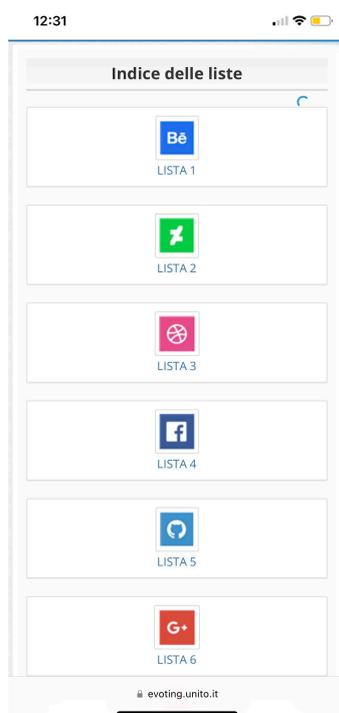 12:31
Indice delle liste
Bē
LISTA 1
LISTA 2
LISTA 3
f
LISTA 4
LISTA 5
G+
LISTA 6
evoting.unito.it